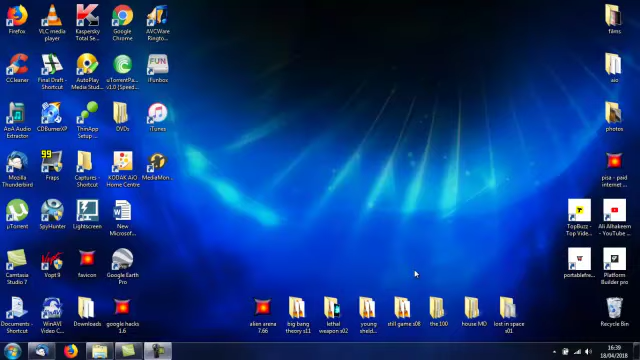 Firefox
VLC media
player
Kaspersky
Total Se...
Google
Chrome
AVCWare
Ringto...
films
CCleaner
Final Draft -
Shortcut
AutoPlay
Media Stud...
uTorrentPa...
v1.0 (Speed...
FUN
iFunbox
aio
AoA Audio
Extractor
CDBurnerXP
ThinApp
Setup ...
DVDs
iTunes
photos
Mozilla
Thunderbird
99
Fraps
Captures -
Shortcut
KODAK AiO
Home Centre
MediaMon...
pisa - paid
internet ...
µTorrent
SpyHunter
Lightscreen
New
Microsof...
TopBuzz -
Top Vide...
Ali Alhakeem
- YouTube ...
Camtasia
Studio 7
Vopt 9
favicon
Google Earth
Pro
portablefre...
Platform
Builder pro
Documents -
Shortcut
WinAVI
Video C...
Downloads
google hacks
1.6
alien arena
7.66
big bang
theory s11
lethal
weapon s02
young
sheld...
still game s08
the.100
house MD
lost in space
s01
Recycle Bin
16:39
18/04/2018